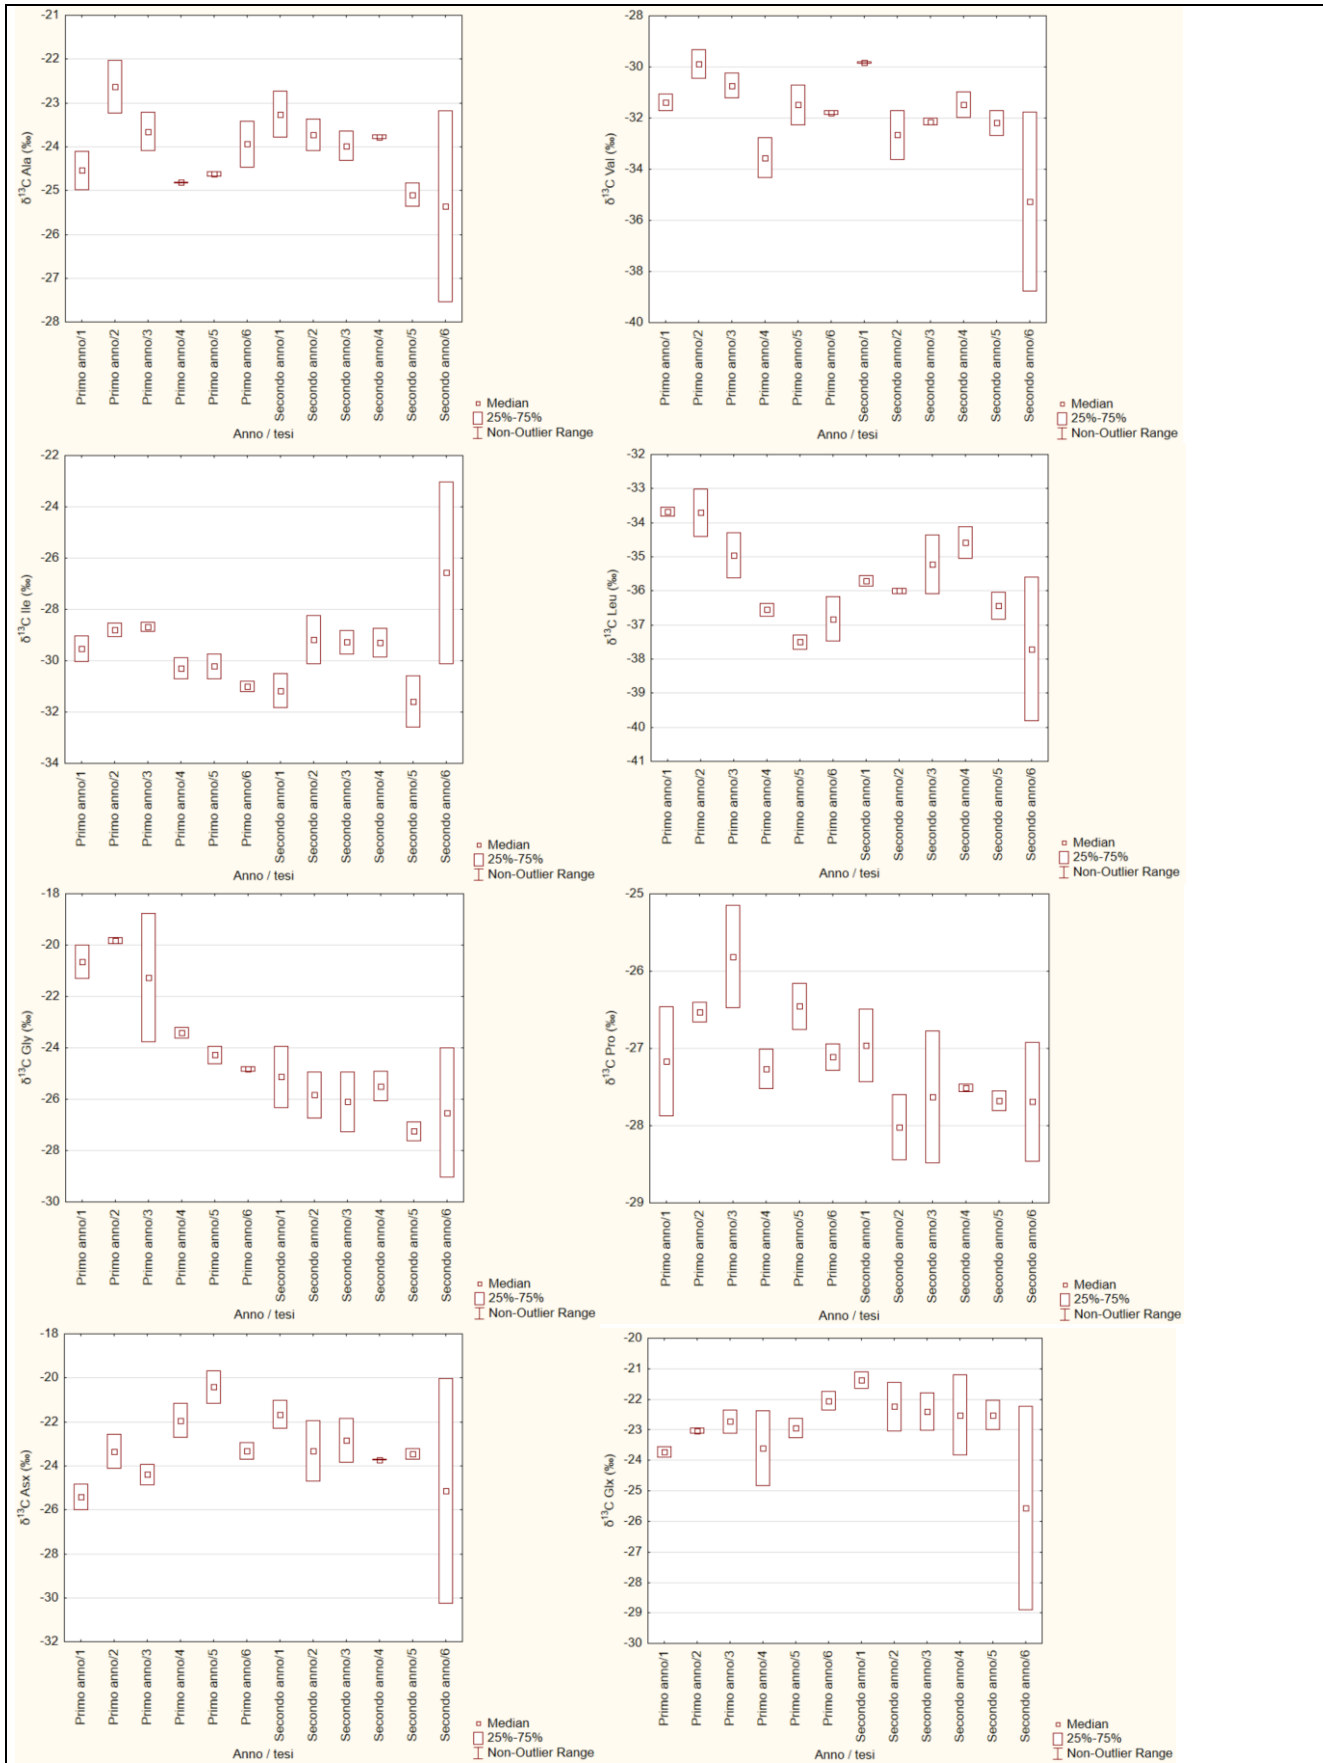 -21
-22
-23
-24
-25
-26
-27
-28
δ¹³C Ala (‰)
Primo anno/1
Primo anno/2
Primo anno/3
Primo anno/4
Primo anno/5
Primo anno/6
Secondo anno/1
Secondo anno/2
Secondo anno/3
Secondo anno/4
Secondo anno/5
Secondo anno/6
Anno / tesi
Median
25%-75%
Non-Outlier Range
-28
-30
-32
-34
-36
-38
-40
δ¹³C Val (‰)
Primo anno/1
Primo anno/2
Primo anno/3
Primo anno/4
Primo anno/5
Primo anno/6
Secondo anno/1
Secondo anno/2
Secondo anno/3
Secondo anno/4
Secondo anno/5
Secondo anno/6
Anno / tesi
Median
25%-75%
Non-Outlier Range
-22
-24
-26
-28
-30
-32
-34
δ¹³C Ile (‰)
Primo anno/1
Primo anno/2
Primo anno/3
Primo anno/4
Primo anno/5
Primo anno/6
Secondo anno/1
Secondo anno/2
Secondo anno/3
Secondo anno/4
Secondo anno/5
Secondo anno/6
Anno / tesi
Median
25%-75%
Non-Outlier Range
-32
-33
-34
-35
-36
-37
-38
-39
-40
-41
δ¹³C Leu (‰)
Primo anno/1
Primo anno/2
Primo anno/3
Primo anno/4
Primo anno/5
Primo anno/6
Secondo anno/1
Secondo anno/2
Secondo anno/3
Secondo anno/4
Secondo anno/5
Secondo anno/6
Anno / tesi
Median
25%-75%
Non-Outlier Range
-18
-20
-22
-24
-26
-28
-30
δ¹³C Gly (‰)
Primo anno/1
Primo anno/2
Primo anno/3
Primo anno/4
Primo anno/5
Primo anno/6
Secondo anno/1
Secondo anno/2
Secondo anno/3
Secondo anno/4
Secondo anno/5
Secondo anno/6
Anno / tesi
Median
25%-75%
Non-Outlier Range
-25
-26
-27
-28
-29
δ¹³C Pro (‰)
Primo anno/1
Primo anno/2
Primo anno/3
Primo anno/4
Primo anno/5
Primo anno/6
Secondo anno/1
Secondo anno/2
Secondo anno/3
Secondo anno/4
Secondo anno/5
Secondo anno/6
Anno / tesi
Median
25%-75%
Non-Outlier Range
-18
-20
-22
-24
-26
-28
-30
-32
δ¹³C Asx (‰)
Primo anno/1
Primo anno/2
Primo anno/3
Primo anno/4
Primo anno/5
Primo anno/6
Secondo anno/1
Secondo anno/2
Secondo anno/3
Secondo anno/4
Secondo anno/5
Secondo anno/6
Anno / tesi
Median
25%-75%
Non-Outlier Range
-20
-21
-22
-23
-24
-25
-26
-27
-28
-29
-30
δ¹³C Glx (‰)
Primo anno/1
Primo anno/2
Primo anno/3
Primo anno/4
Primo anno/5
Primo anno/6
Secondo anno/1
Secondo anno/2
Secondo anno/3
Secondo anno/4
Secondo anno/5
Secondo anno/6
Anno / tesi
Median
25%-75%
Non-Outlier Range